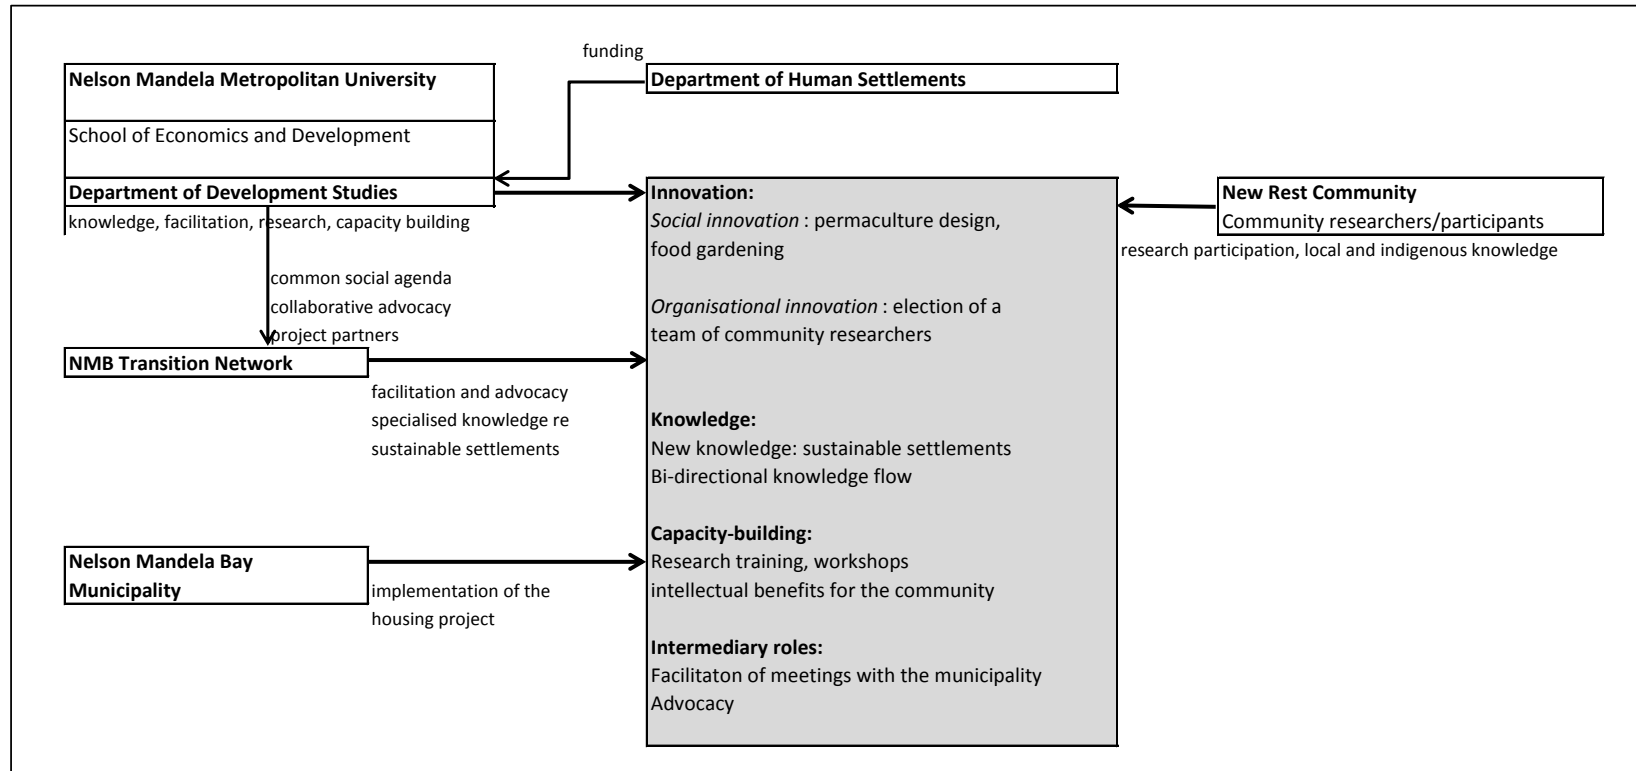 funding
Nelson Mandela Metropolitan University
Department of Human Settlements
School of Economics and Development
Department of Development Studies
knowledge, facilitation, research, capacity building
common social agenda
collaborative advocacy
project partners
NMB Transition Network
facilitation and advocacy
specialised knowledge re
sustainable settlements
Nelson Mandela Bay
Municipality
implementation of the
housing project
Innovation:
Social innovation : permaculture design,
food gardening
Organisational innovation : election of a
team of community researchers
Knowledge:
New knowledge: sustainable settlements
Bi-directional knowledge flow
Capacity-building:
Research training, workshops
intellectual benefits for the community
Intermediary roles:
Facilitaton of meetings with the municipality
Advocacy
New Rest Community
Community researchers/participants
research participation, local and indigenous knowledge